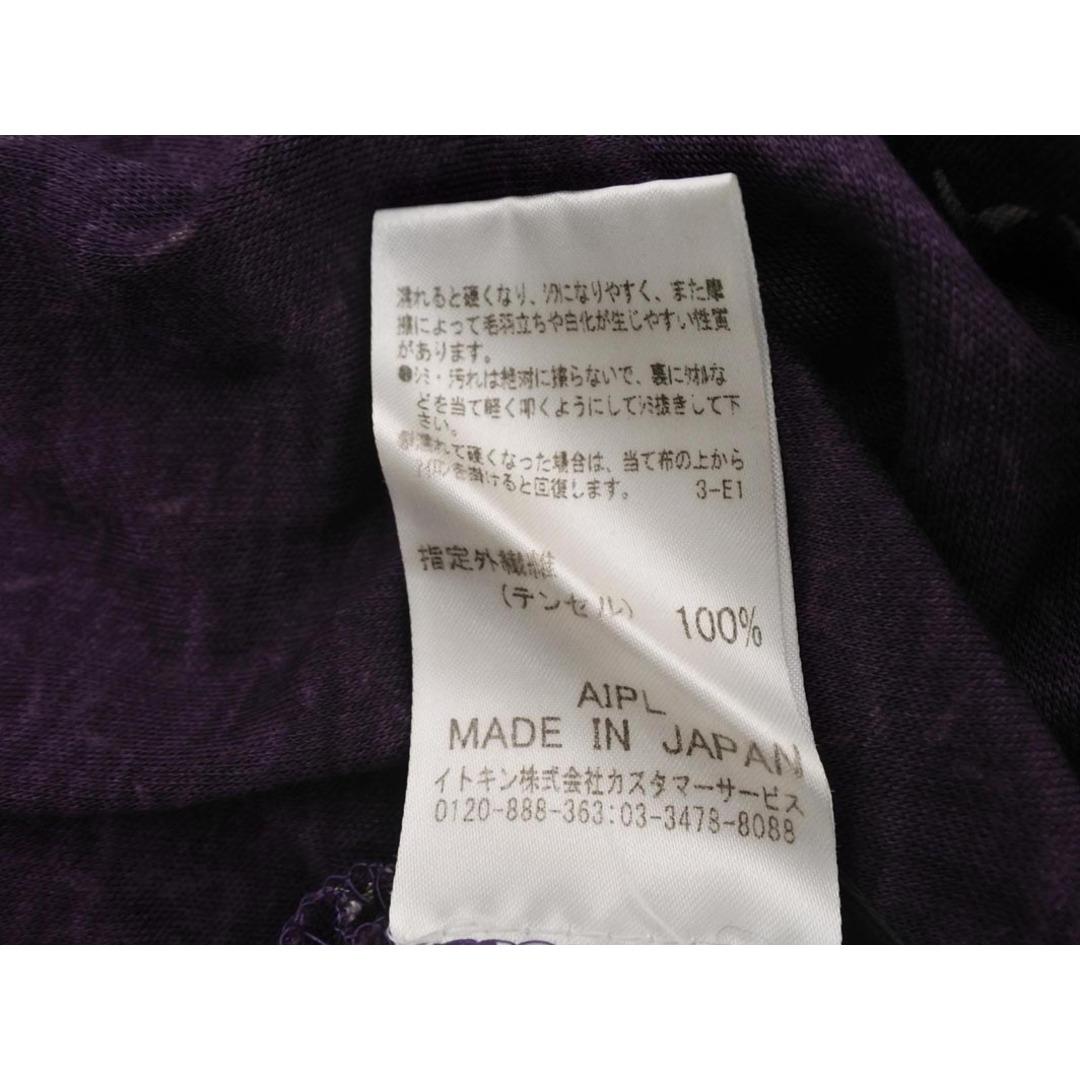 濡れると硬くなり、ｼﾜになりやすく、また摩
擦によって毛羽立ちや白化が生じやすい性質
があります。
●ｼﾐ・汚れは絶対に擦らないで、裏にﾀｵﾙな
どを当て軽く叩くようにしてｼﾐ抜きして下
さい。
濡れて硬くなった場合は、当て布の上から
ｱｲﾛﾝを掛けると回復します。 3-E1
指定外繊維
(テンセル) 100%
AIPL
MADE IN JAPAN
イトキン株式会社カスタマーサービス
0120-888-363:03-3478-8088